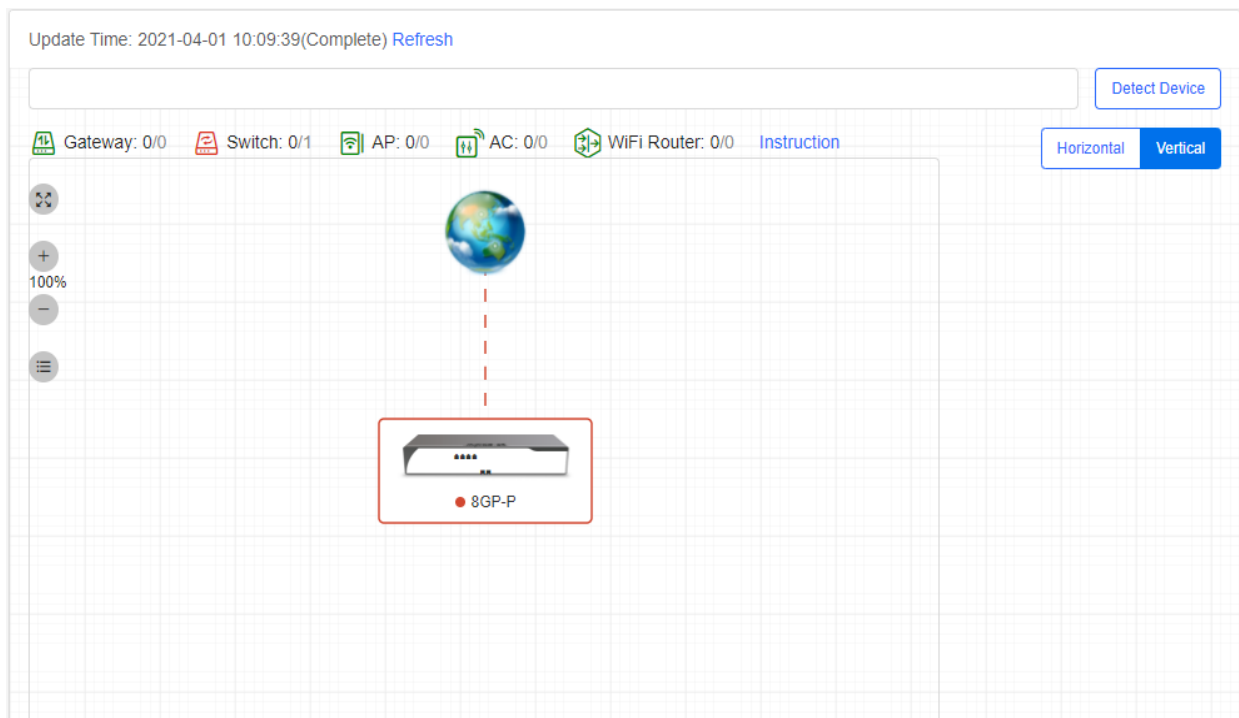 Update Time: 2021-04-01 10:09:39(Complete) Refresh
Detect Device
Gateway: 0/0 Switch: 0/1 AP: 0/0 AC: 0/0 WiFi Router: 0/0 Instruction
Horizontal Vertical
100%
8GP-P